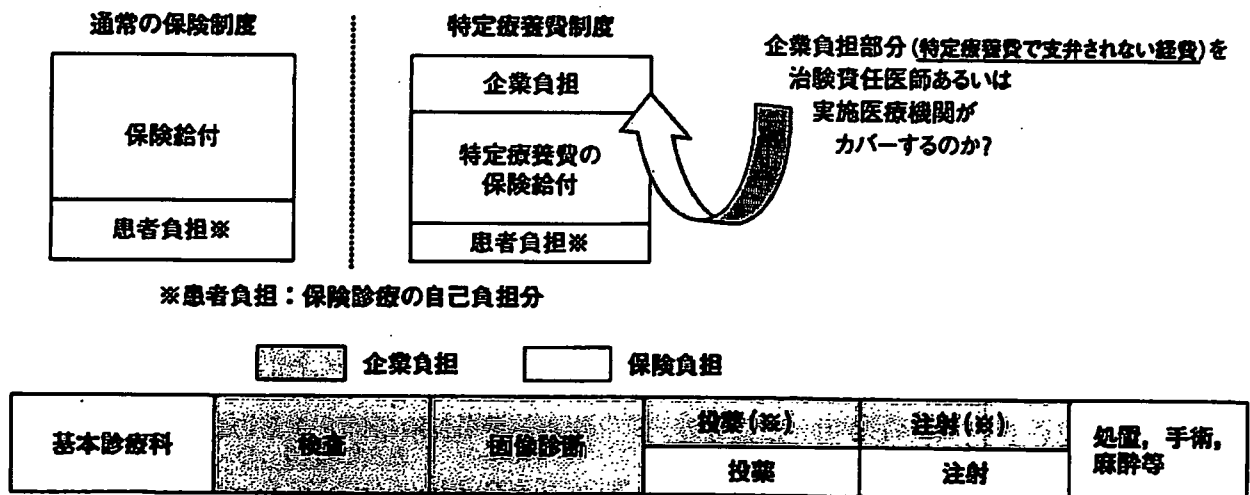 通常の保険制度
特定療養費制度
保険給付
患者負担※
企業負担
特定療養費の
保険給付
患者負担※
企業負担部分(特定療養費で支弁されない経費)を
治験責任医師あるいは
実施医療機関が
カバーするのか?
※患者負担:保険診療の自己負担分
企業負担
保険負担
基本診療科
検査
画像診断
投薬(※)
注射(※)
投薬
注射
処置,手術,
麻酔等